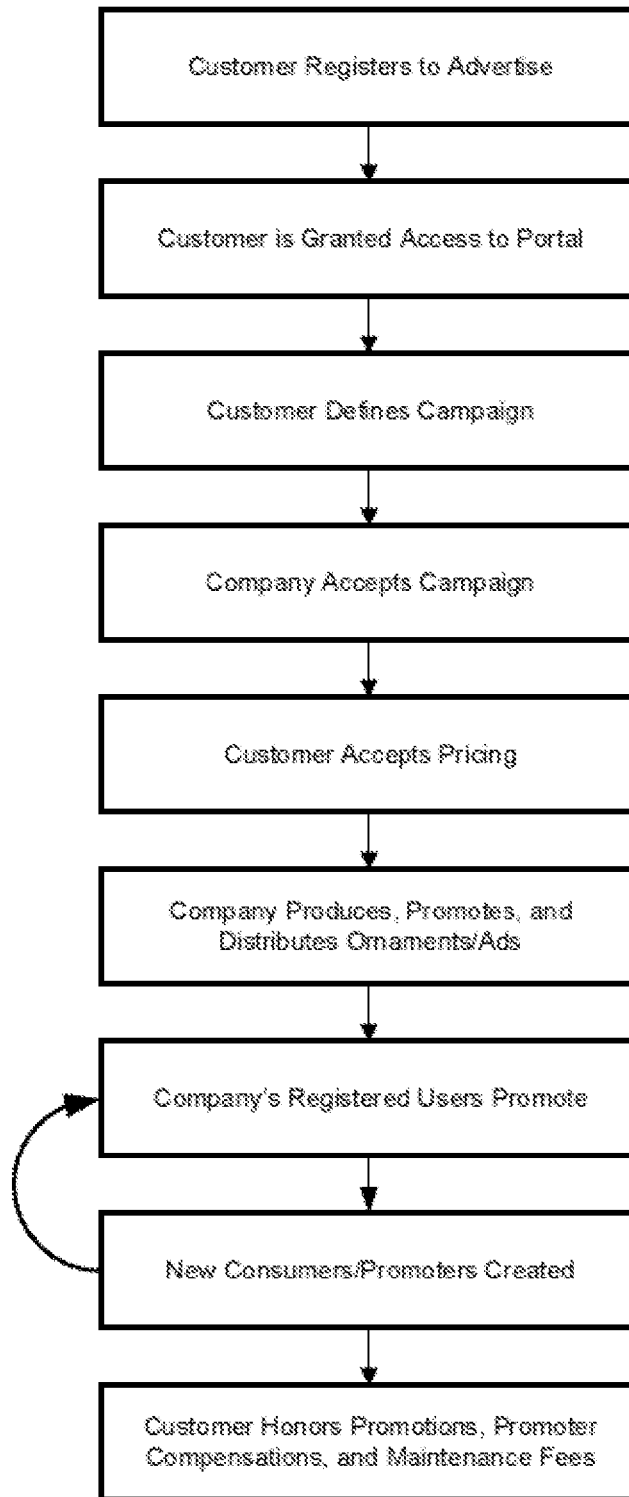 Customer Registers to Advertise
Customer is Granted Access to Portal
Customer Defines Campaign
Company Accepts Campaign
Customer Accepts Pricing
Company Produces, Promotes, and
Distributes Ornaments/Ads
Company's Registered Users Promote
New Consumers/Promoters Created
Customer Honors Promotions, Promoter
Compensations, and Maintenance Fees